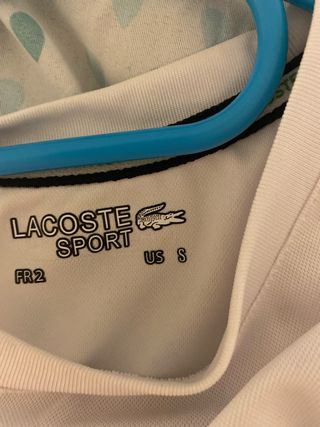 LACOSTE
SPORT
FR 2 US S